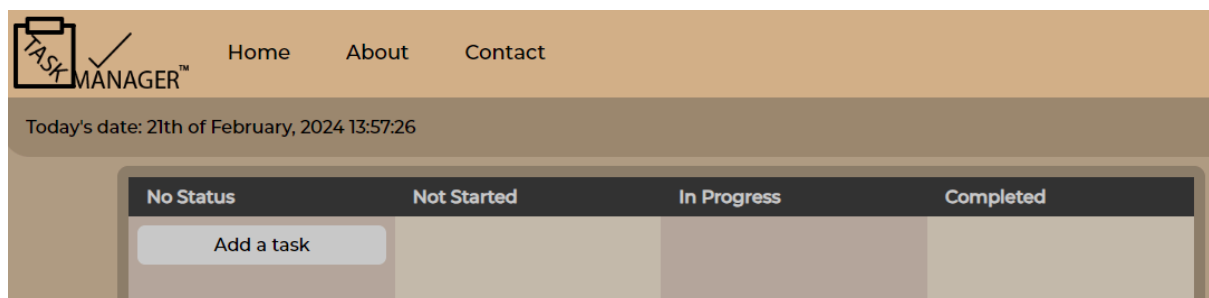 TASK
MANAGER™
Home About Contact
Today's date: 21th of February, 2024 13:57:26
No Status Not Started In Progress Completed
Add a task